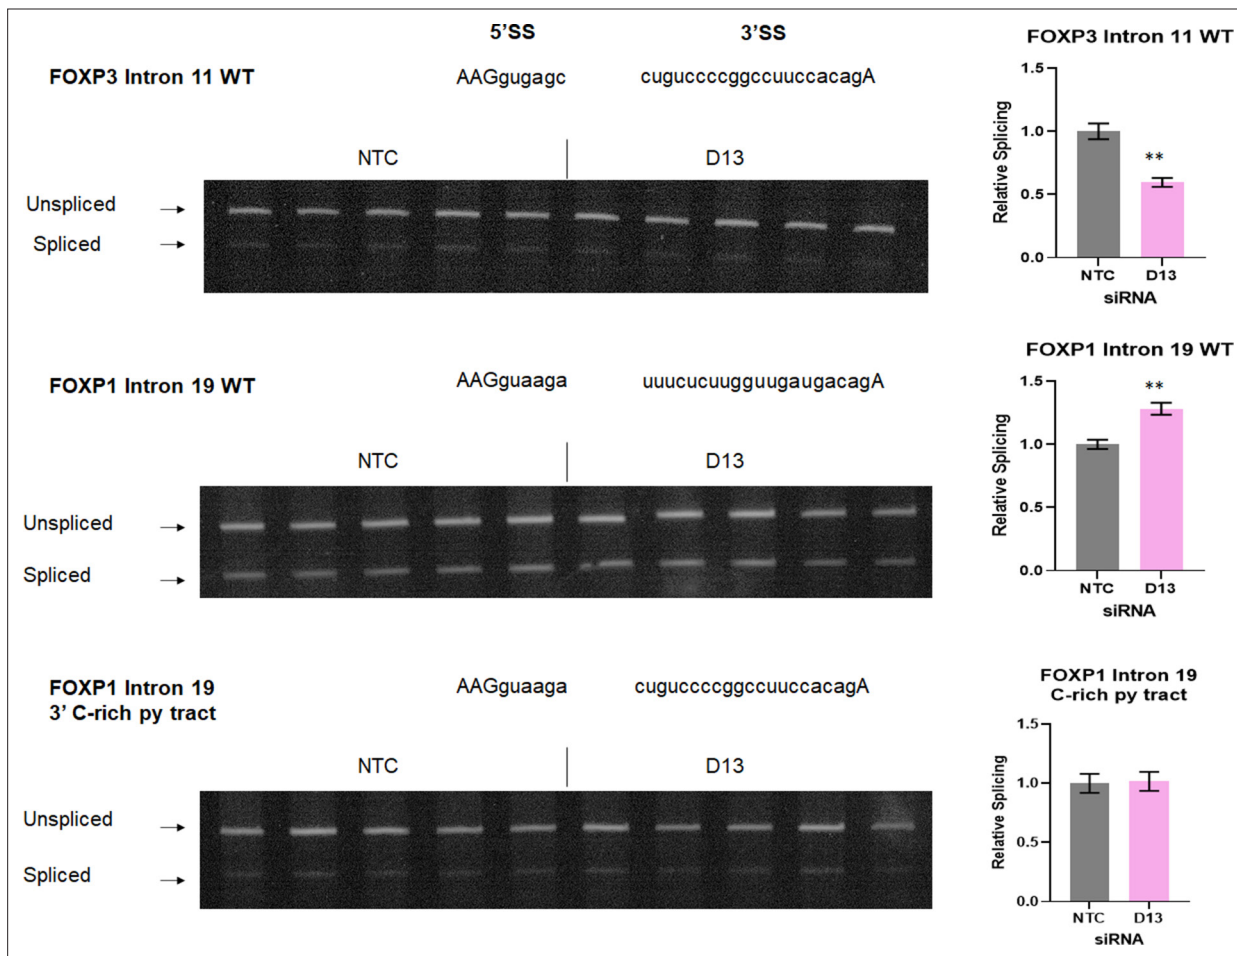 5'SS 3'SS
FOXP3 Intron 11 WT AAGgugagc cuguccccggccuuccacagA
NTC D13
Unspliced
Spliced
FOXP3 Intron 11 WT
Relative Splicing
1.5
1.0
0.5
0.0
**
NTC D13
siRNA
FOXP1 Intron 19 WT AAGguaaga uuucucuugguugaugacagA
NTC D13
Unspliced
Spliced
FOXP1 Intron 19 WT
Relative Splicing
1.5
1.0
0.5
0.0
**
NTC D13
siRNA
FOXP1 Intron 19 AAGguaaga cuguccccggccuuccacagA
3' C-rich py tract
NTC D13
Unspliced
Spliced
FOXP1 Intron 19
C-rich py tract
Relative Splicing
1.5
1.0
0.5
0.0
NTC D13
siRNA